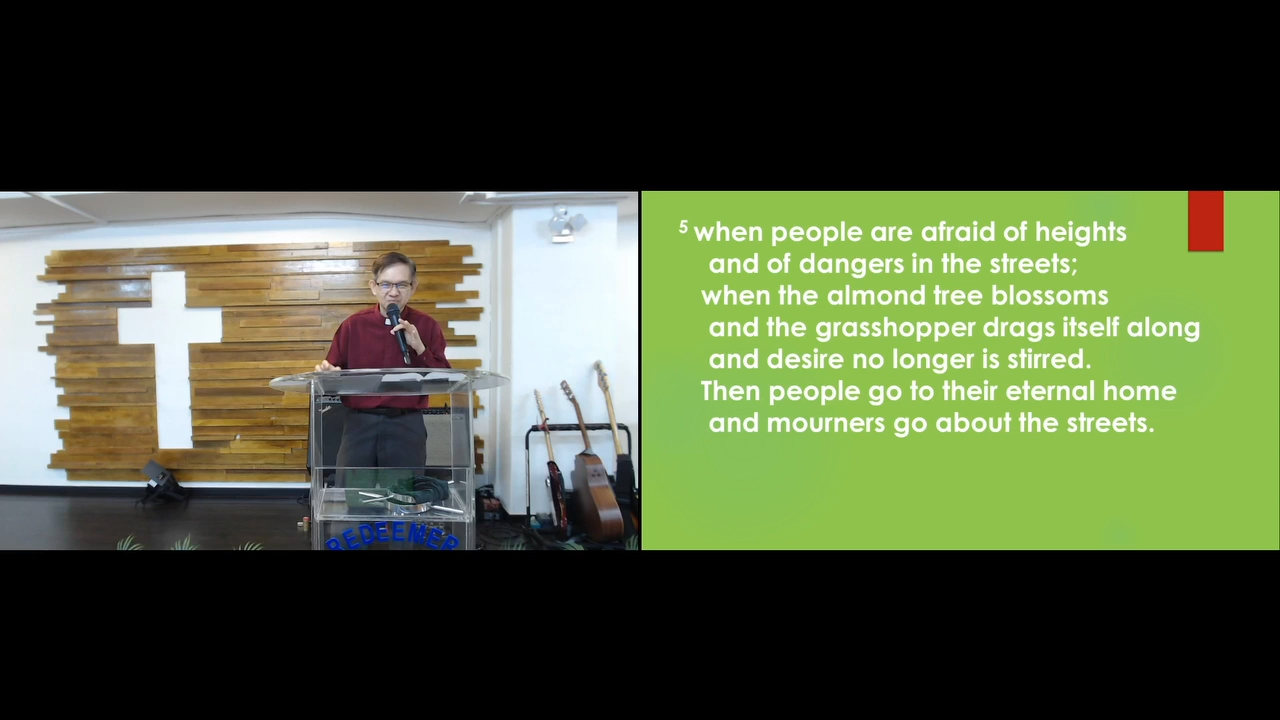 REDEEMER
5 when people are afraid of heights
and of dangers in the streets;
when the almond tree blossoms
and the grasshopper drags itself along
and desire no longer is stirred.
Then people go to their eternal home
and mourners go about the streets.